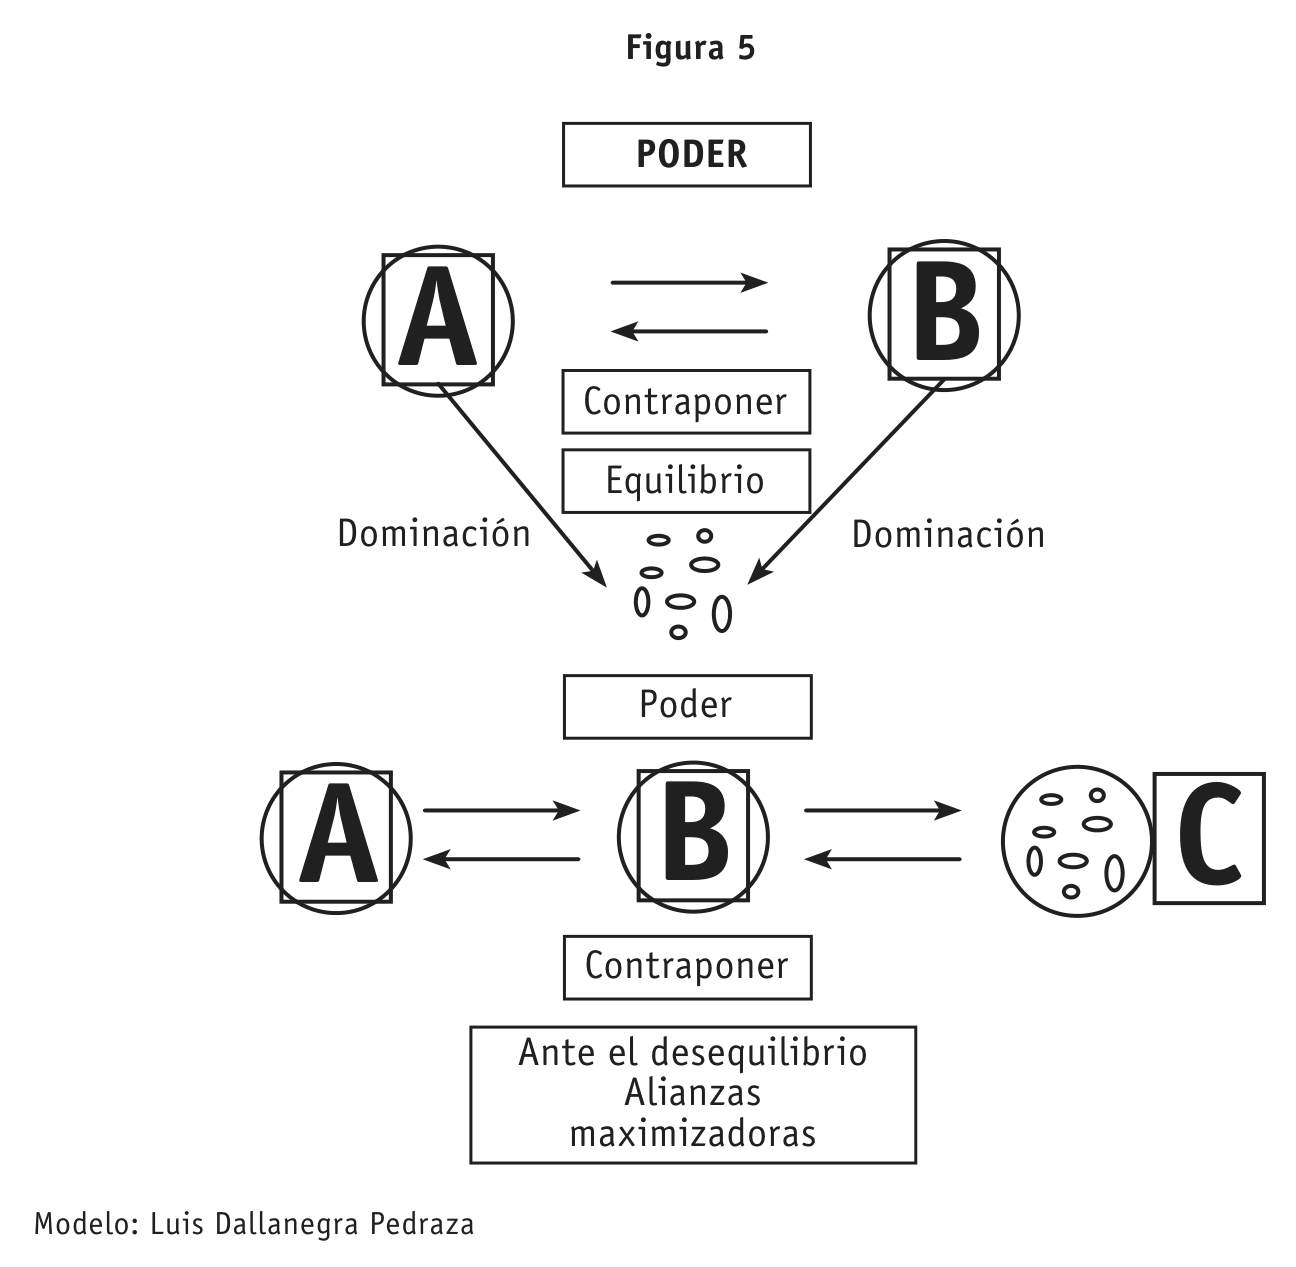 Figura 5
PODER
A
B
Contraponer
Equilibrio
Dominación
Dominación
Poder
A
B
C
Contraponer
Ante el desequilibrio
Alianzas
maximizadoras
Modelo: Luis Dallanegra Pedraza